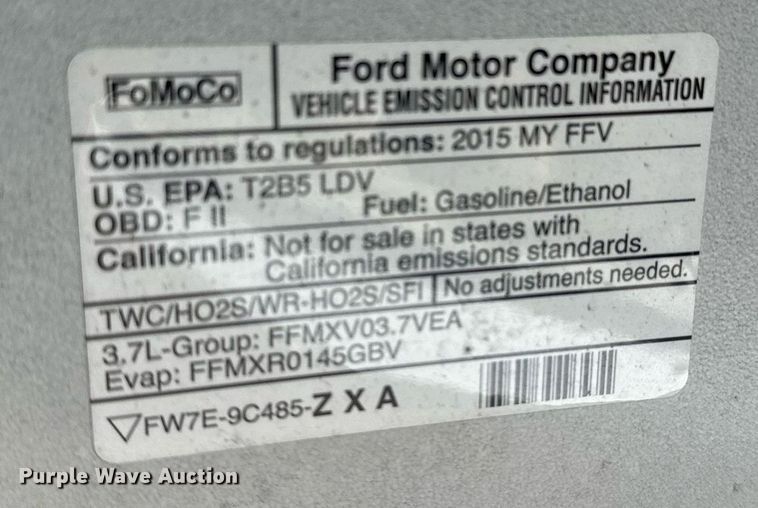 FoMoCo
Ford Motor Company
VEHICLE EMISSION CONTROL INFORMATION
Conforms to regulations: 2015 MY FFV
U.S. EPA: T2B5 LDV
OBD: F II
Fuel: Gasoline/Ethanol
California: Not for sale in states with
California emissions standards.
TWC/HO2S/WR-HO2S/SFI
No adjustments needed.
3.7L-Group: FFMXV03.7VEA
Evap: FFMXR0145GBV
FW7E-9C485-Z X A
Purple Wave Auction